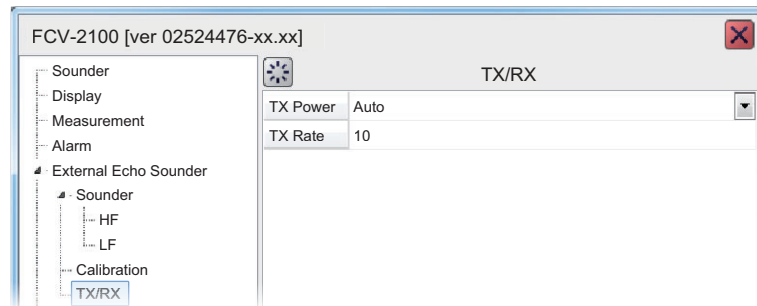 FCV-2100 [ver 02524476-xx.xx]
Sounder
Display
Measurement
Alarm
External Echo Sounder
Sounder
HF
LF
Calibration
TX/RX
TX/RX
TX Power Auto
TX Rate 10